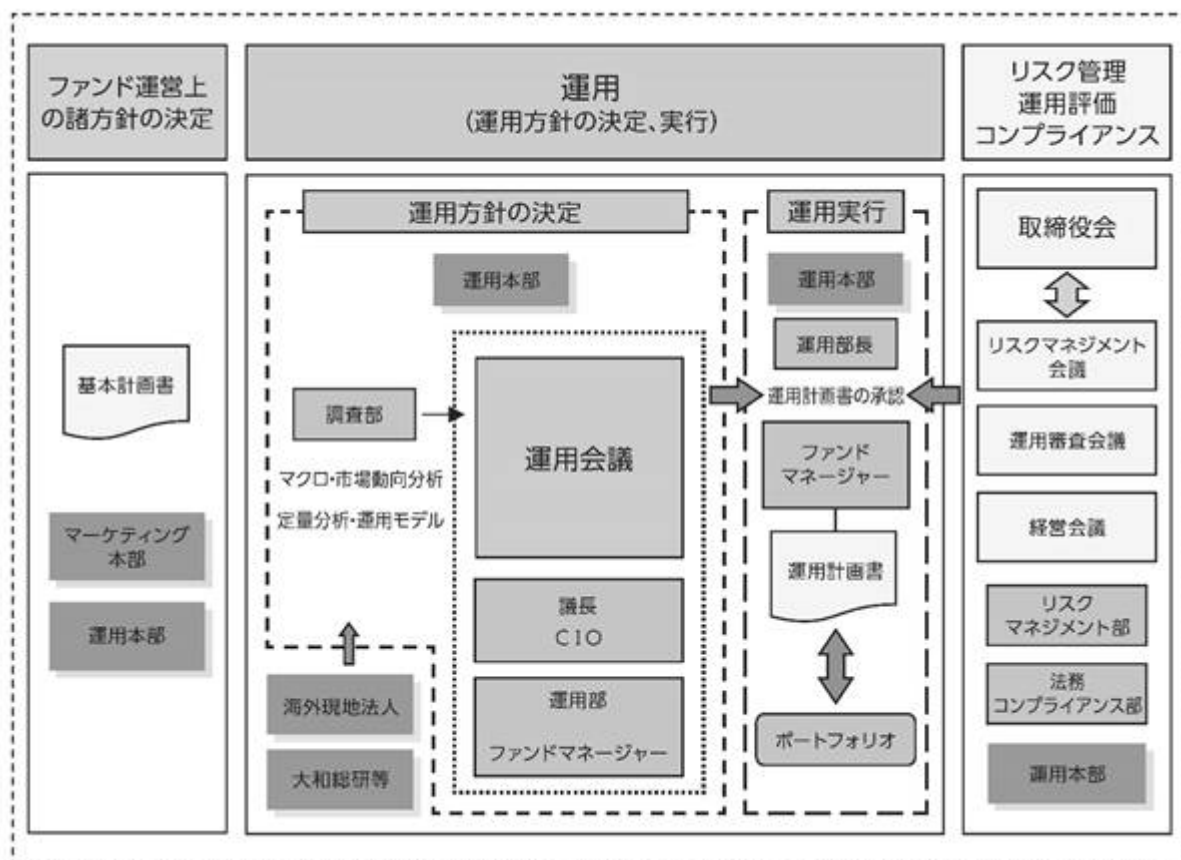 ファンド運営上
の諸方針の決定
運用
(運用方針の決定、実行)
リスク管理
運用評価
コンプライアンス
基本計画書
マーケティング
本部
運用本部
運用方針の決定
運用本部
調査部
マクロ・市場動向分析
定量分析・運用モデル
運用会議
議長
CIO
運用部
ファンドマネージャー
海外現地法人
大和総研等
運用実行
運用本部
運用部長
運用計画書の承認
ファンド
マネージャー
運用計画書
ポートフォリオ
取締役会
リスクマネジメント
会議
運用審査会議
経営会議
リスク
マネジメント部
法務
コンプライアンス部
運用本部